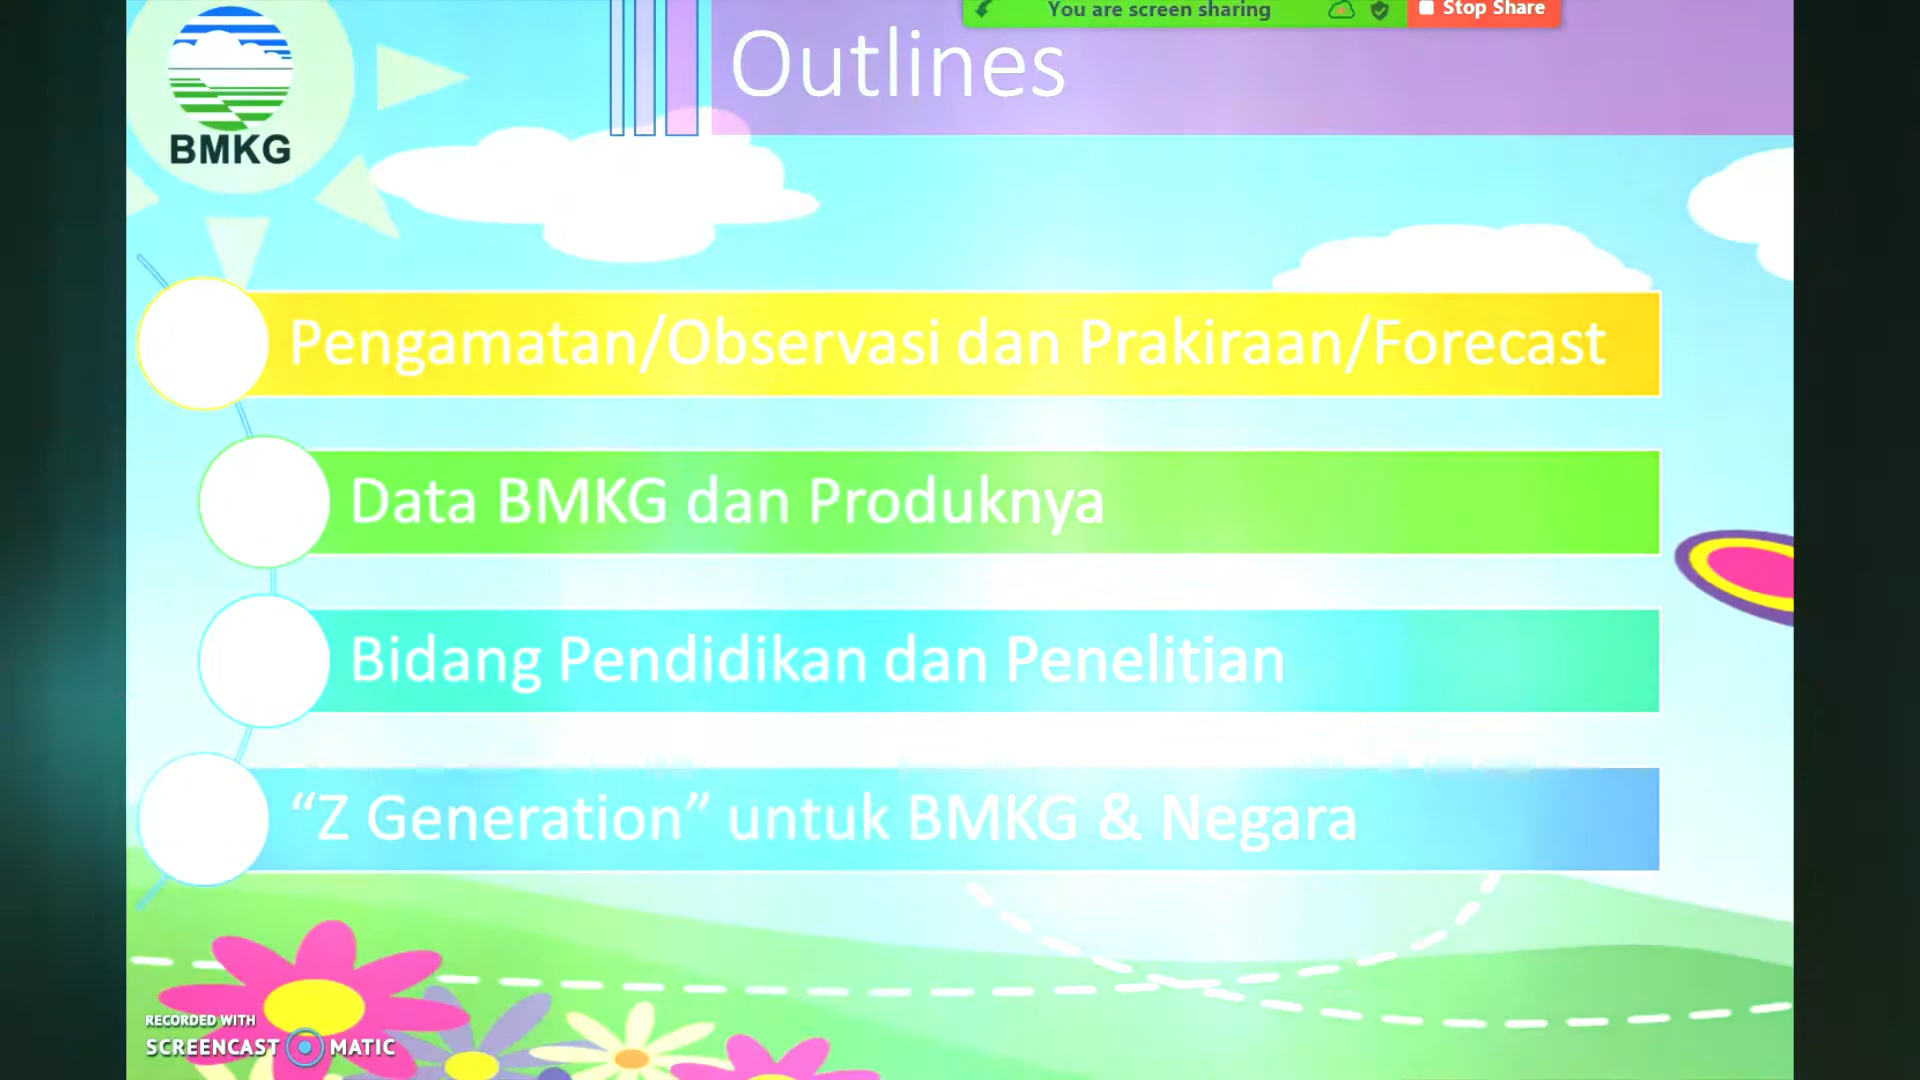 You are screen sharing
Stop Share
Outlines
BMKG
Pengamatan/Observasi dan Prakiraan/Forecast
Data BMKG dan Produknya
Bidang Pendidikan dan Penelitian
“Z Generation” untuk BMKG & Negara
RECORDED WITH
SCREENCAST MATIC